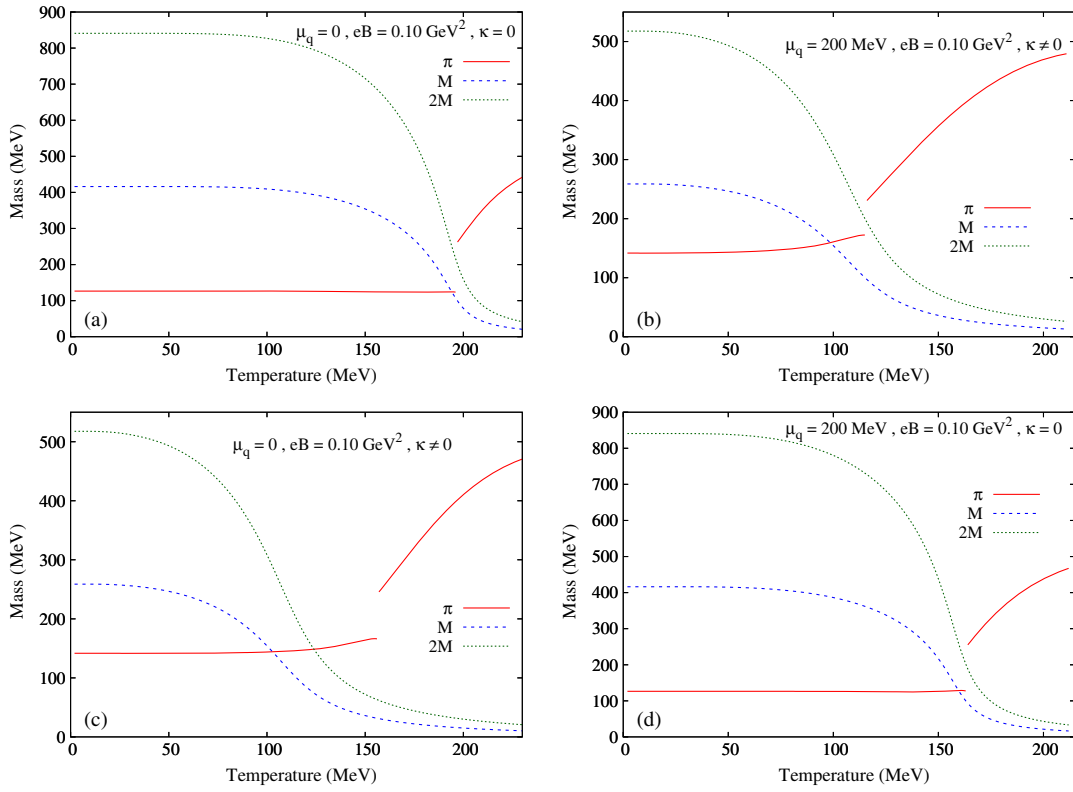 μq = 0 , eB = 0.10 GeV² , κ = 0
π
M
2M
900
800
700
600
500
400
300
200
100
0
Mass (MeV)
(a)
0 50 100 150 200
Temperature (MeV)
μq = 200 MeV , eB = 0.10 GeV² , κ ≠ 0
500
400
300
200
100
0
Mass (MeV)
π
M
2M
(b)
0 50 100 150 200
Temperature (MeV)
μq = 0 , eB = 0.10 GeV² , κ ≠ 0
500
400
300
200
100
0
Mass (MeV)
π
M
2M
(c)
0 50 100 150 200
Temperature (MeV)
μq = 200 MeV , eB = 0.10 GeV² , κ = 0
900
800
700
600
500
400
300
200
100
0
Mass (MeV)
π
M
2M
(d)
0 50 100 150 200
Temperature (MeV)